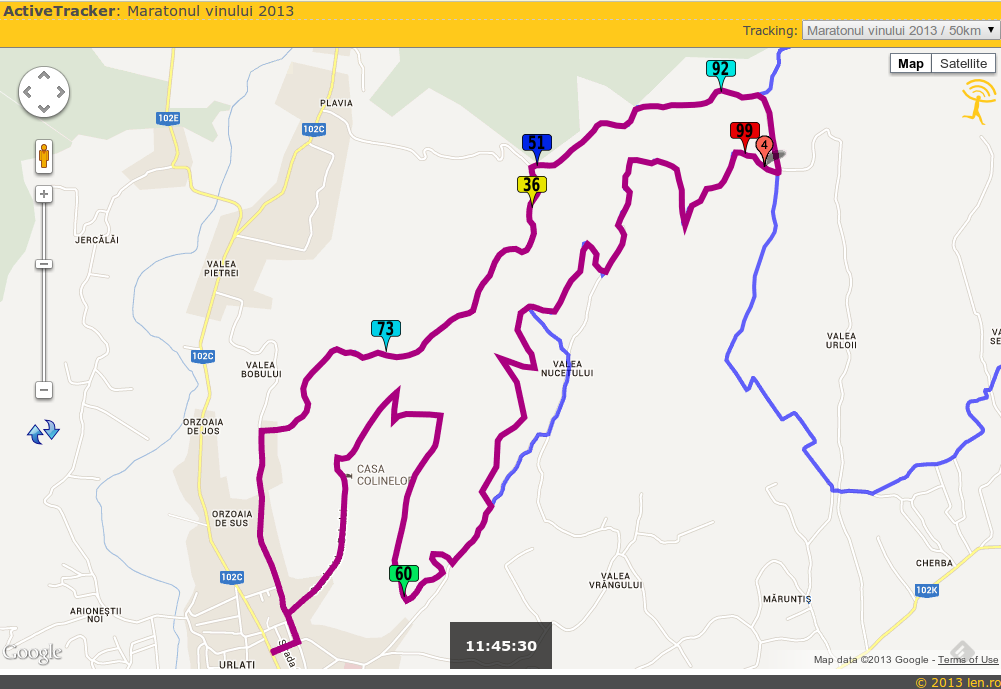 ActiveTracker: Maratonul vinului 2013
Tracking: Maratonul vinului 2013 / 50km
Map Satellite
92
PLAVIA
102E
102C
99
4
51
36
JERCĂLĂI
VALEA
PIETREI
73
VALEA
URLOII
VA
SE
102C
VALEA
BOBULUI
VALEA
NUCETULUI
ORZOAIA
DE JOS
CASA
COLINELOR
ORZOAIA
DE SUS
CHERBA
60
102C
VALEA
VRÂNGULUI
102K
MĂRUNȚIȘ
ARIONEȘTII
NOI
Strada
11:45:30
Google
URLATI
Map data ©2013 Google - Terms of Use
© 2013 len.ro